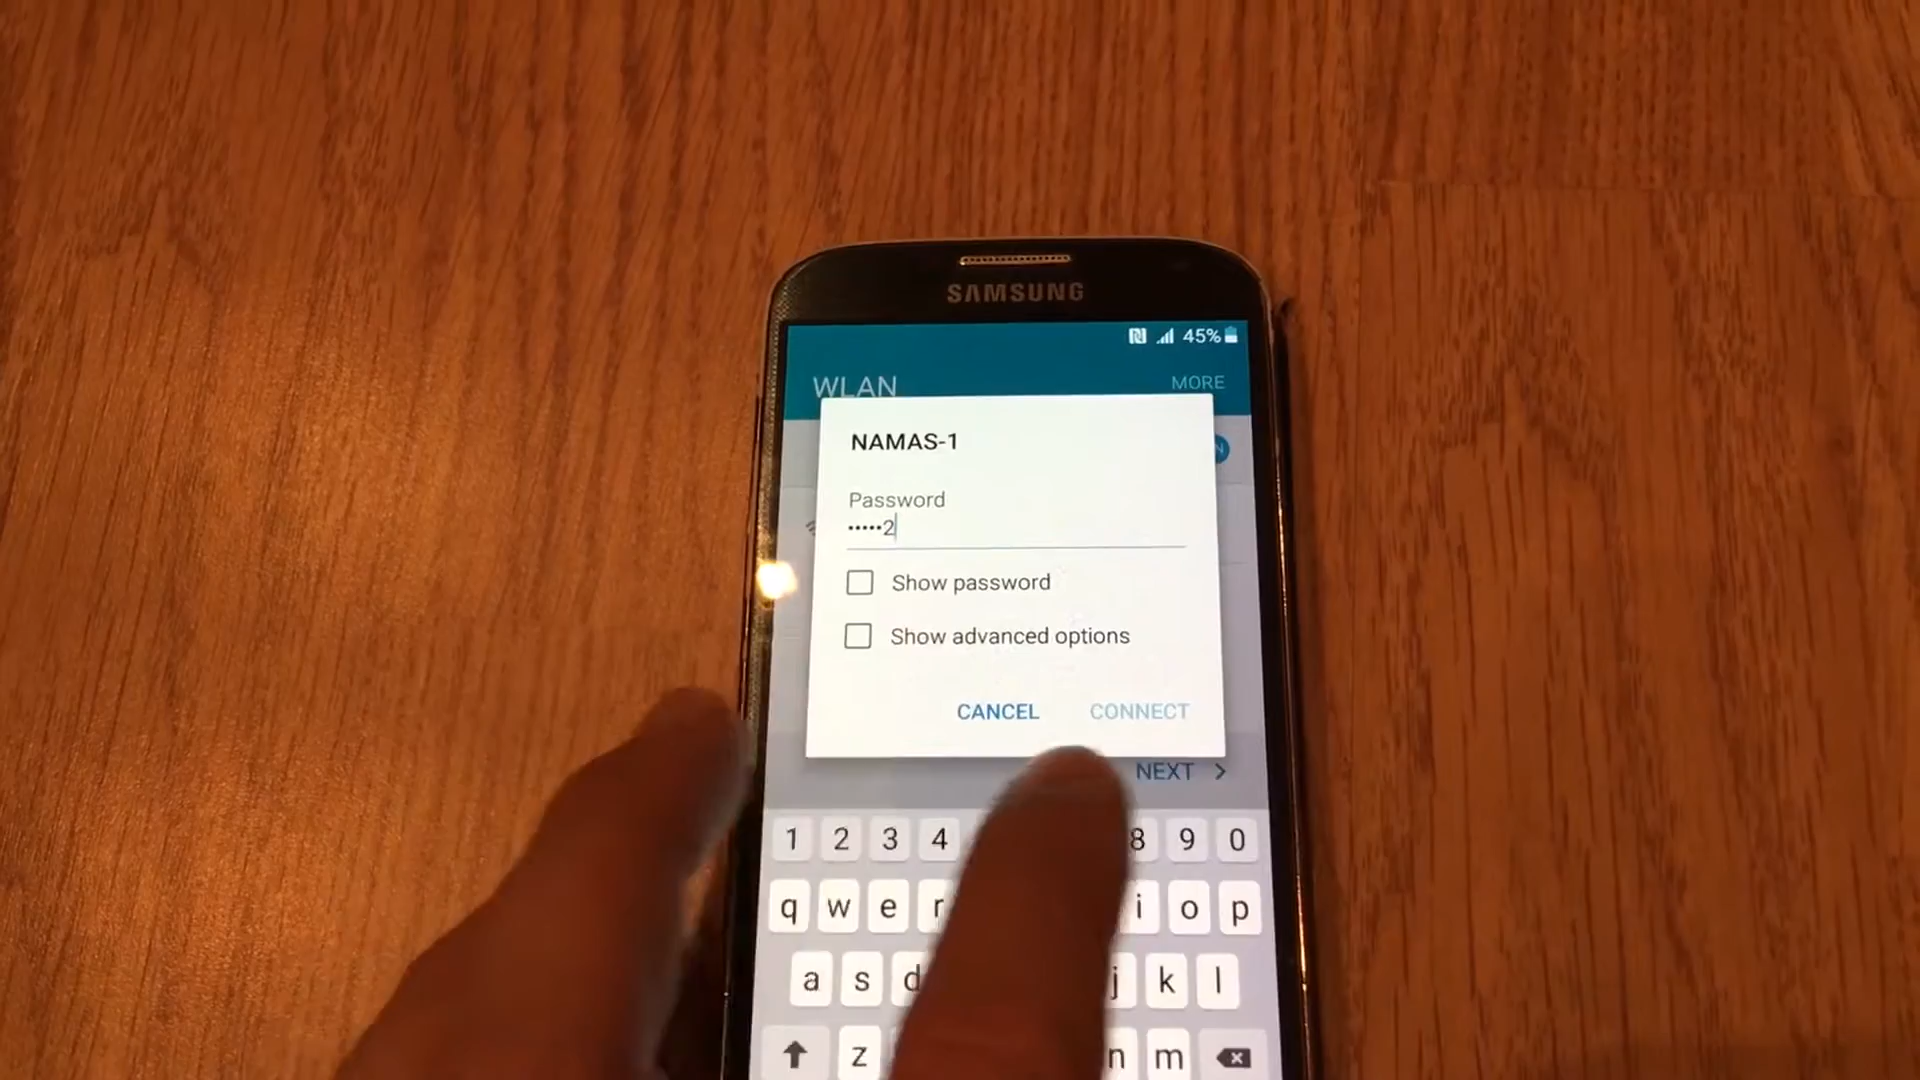 SAMSUNG
45%
WLAN MORE
NAMAS-1
Password
•••••2
Show password
Show advanced options
CANCEL CONNECT
NEXT
1 2 3 4 8 9 0
q w e r i o p
a s d j k l
z n m